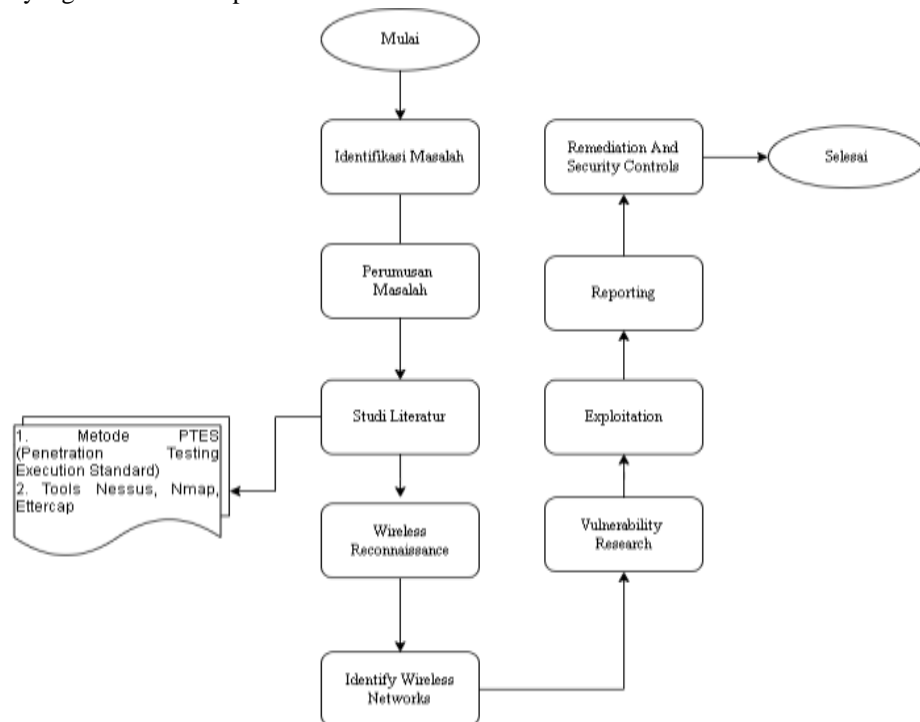 Mulai
Identifikasi Masalah
Perumusan
Masalah
Studi Literatur
1. Metode PTES
(Penetration Testing
Execution Standard)
2. Tools Nessus, Nmap,
Ettercap
Wireless
Reconnaissance
Identify Wireless
Networks
Vulnerability
Research
Exploitation
Reporting
Remediation And
Security Controls
Selesai